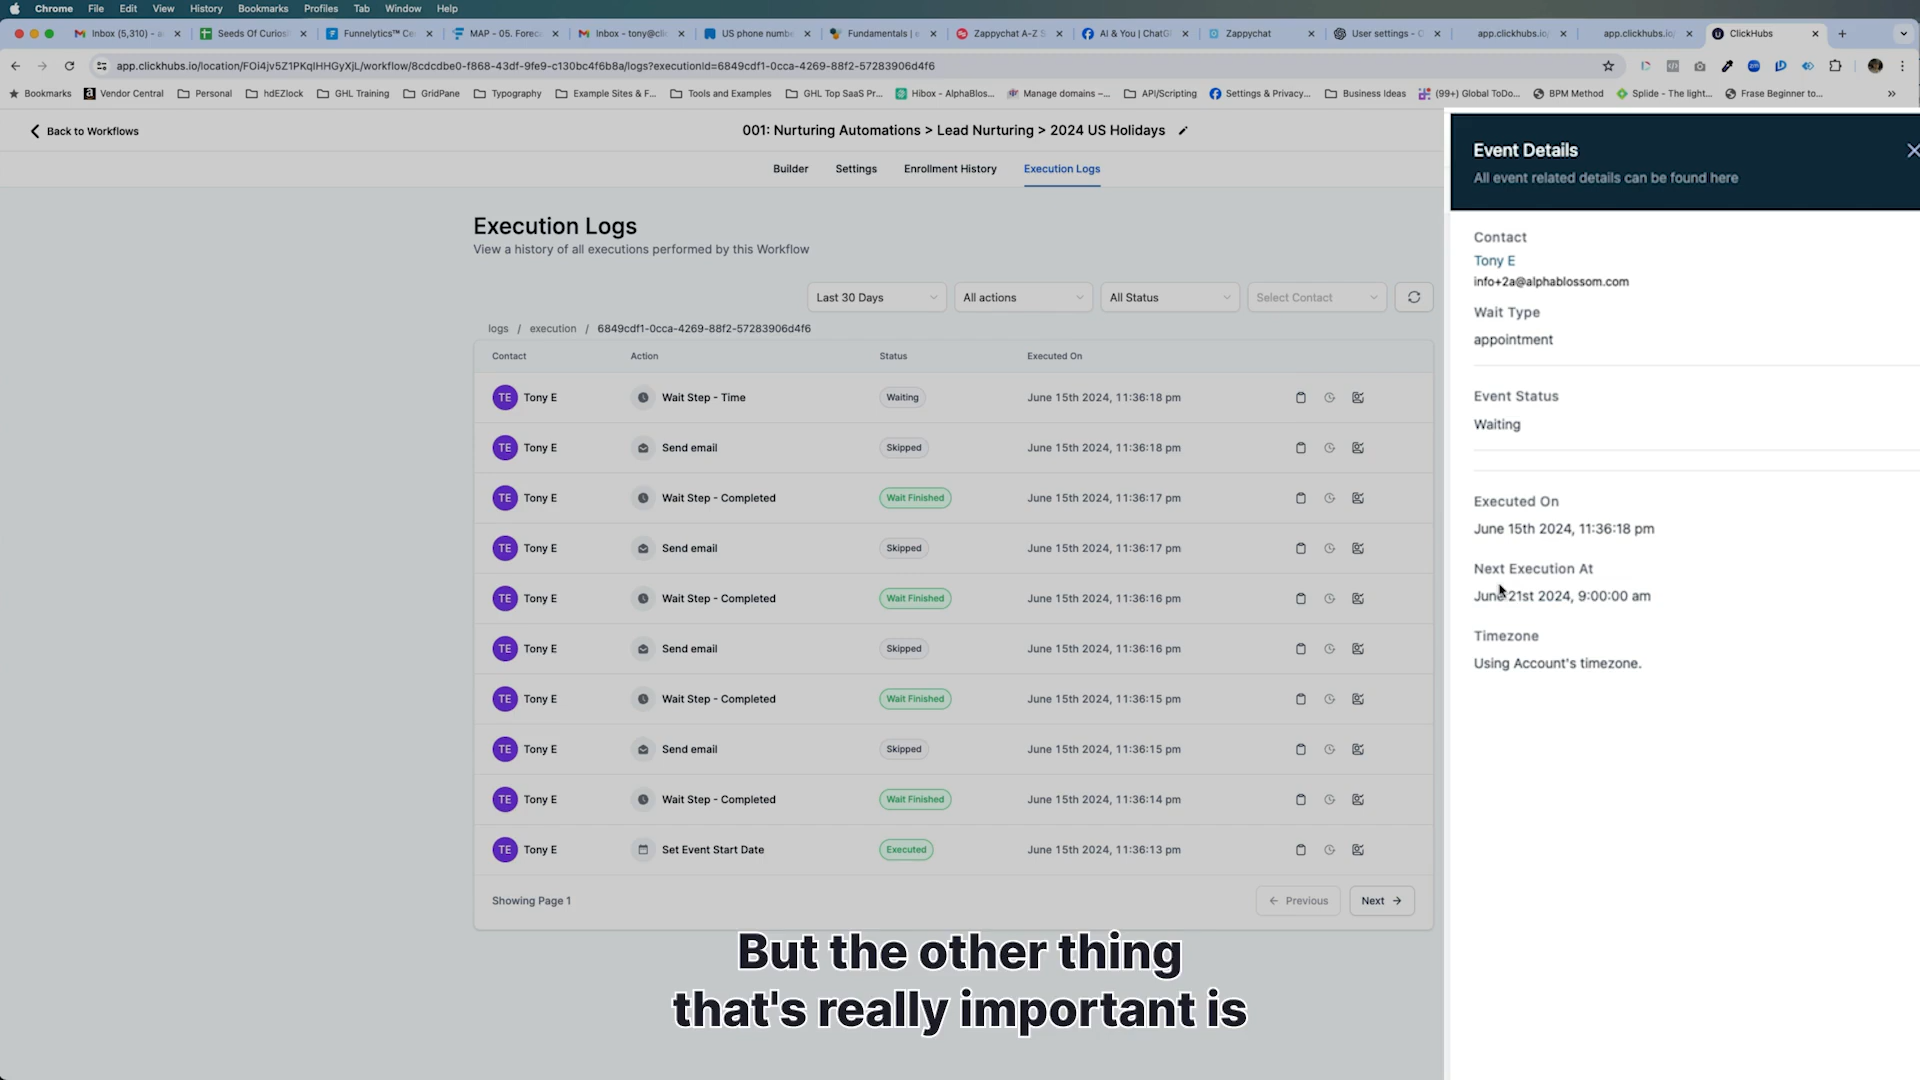 Chrome File Edit View History Bookmarks Profiles Tab Window Help
Inbox (5,310) - a
Seeds Of Curios
Funnelytics™ Ca
MAP - 05. Forec
Inbox - tony@clic
US phone numb
Fundamentals | e
Zappychat A-Z S
AI & You | ChatG
Zappychat
User settings - C
app.clickhubs.io/
app.clickhubs.io/
ClickHubs
app.clickhubs.io/location/FOi4jv5Z1PKqIHHGyXjL/workflow/8cdcdbe0-f868-43df-9fe9-c130bc4f6b8a/logs?executionId=6849cdf1-0cca-4269-88f2-57283906d4f6
Bookmarks
Vendor Central
Personal
hdEZlock
GHL Training
GridPane
Typography
Example Sites & F...
Tools and Examples
GHL Top SaaS Pr...
Hibox - AlphaBlos...
Manage domains –...
API/Scripting
Settings & Privacy...
Business Ideas
(99+) Global ToDo...
BPM Method
Splide - The light...
Frase Beginner to...
Back to Workflows
001: Nurturing Automations > Lead Nurturing > 2024 US Holidays
Builder Settings Enrollment History Execution Logs
Execution Logs
View a history of all executions performed by this Workflow
Last 30 Days All actions All Status Select Contact
logs / execution / 6849cdf1-0cca-4269-88f2-57283906d4f6
Contact Action Status Executed On
TE Tony E Wait Step - Time Waiting June 15th 2024, 11:36:18 pm
TE Tony E Send email Skipped June 15th 2024, 11:36:18 pm
TE Tony E Wait Step - Completed Wait Finished June 15th 2024, 11:36:17 pm
TE Tony E Send email Skipped June 15th 2024, 11:36:17 pm
TE Tony E Wait Step - Completed Wait Finished June 15th 2024, 11:36:16 pm
TE Tony E Send email Skipped June 15th 2024, 11:36:16 pm
TE Tony E Wait Step - Completed Wait Finished June 15th 2024, 11:36:15 pm
TE Tony E Send email Skipped June 15th 2024, 11:36:15 pm
TE Tony E Wait Step - Completed Wait Finished June 15th 2024, 11:36:14 pm
TE Tony E Set Event Start Date Executed June 15th 2024, 11:36:13 pm
Showing Page 1
Previous
Next
Event Details
All event related details can be found here
Contact
Tony E
info+2a@alphablossom.com
Wait Type
appointment
Event Status
Waiting
Executed On
June 15th 2024, 11:36:18 pm
Next Execution At
June 21st 2024, 9:00:00 am
Timezone
Using Account's timezone.
But the other thing
that's really important is